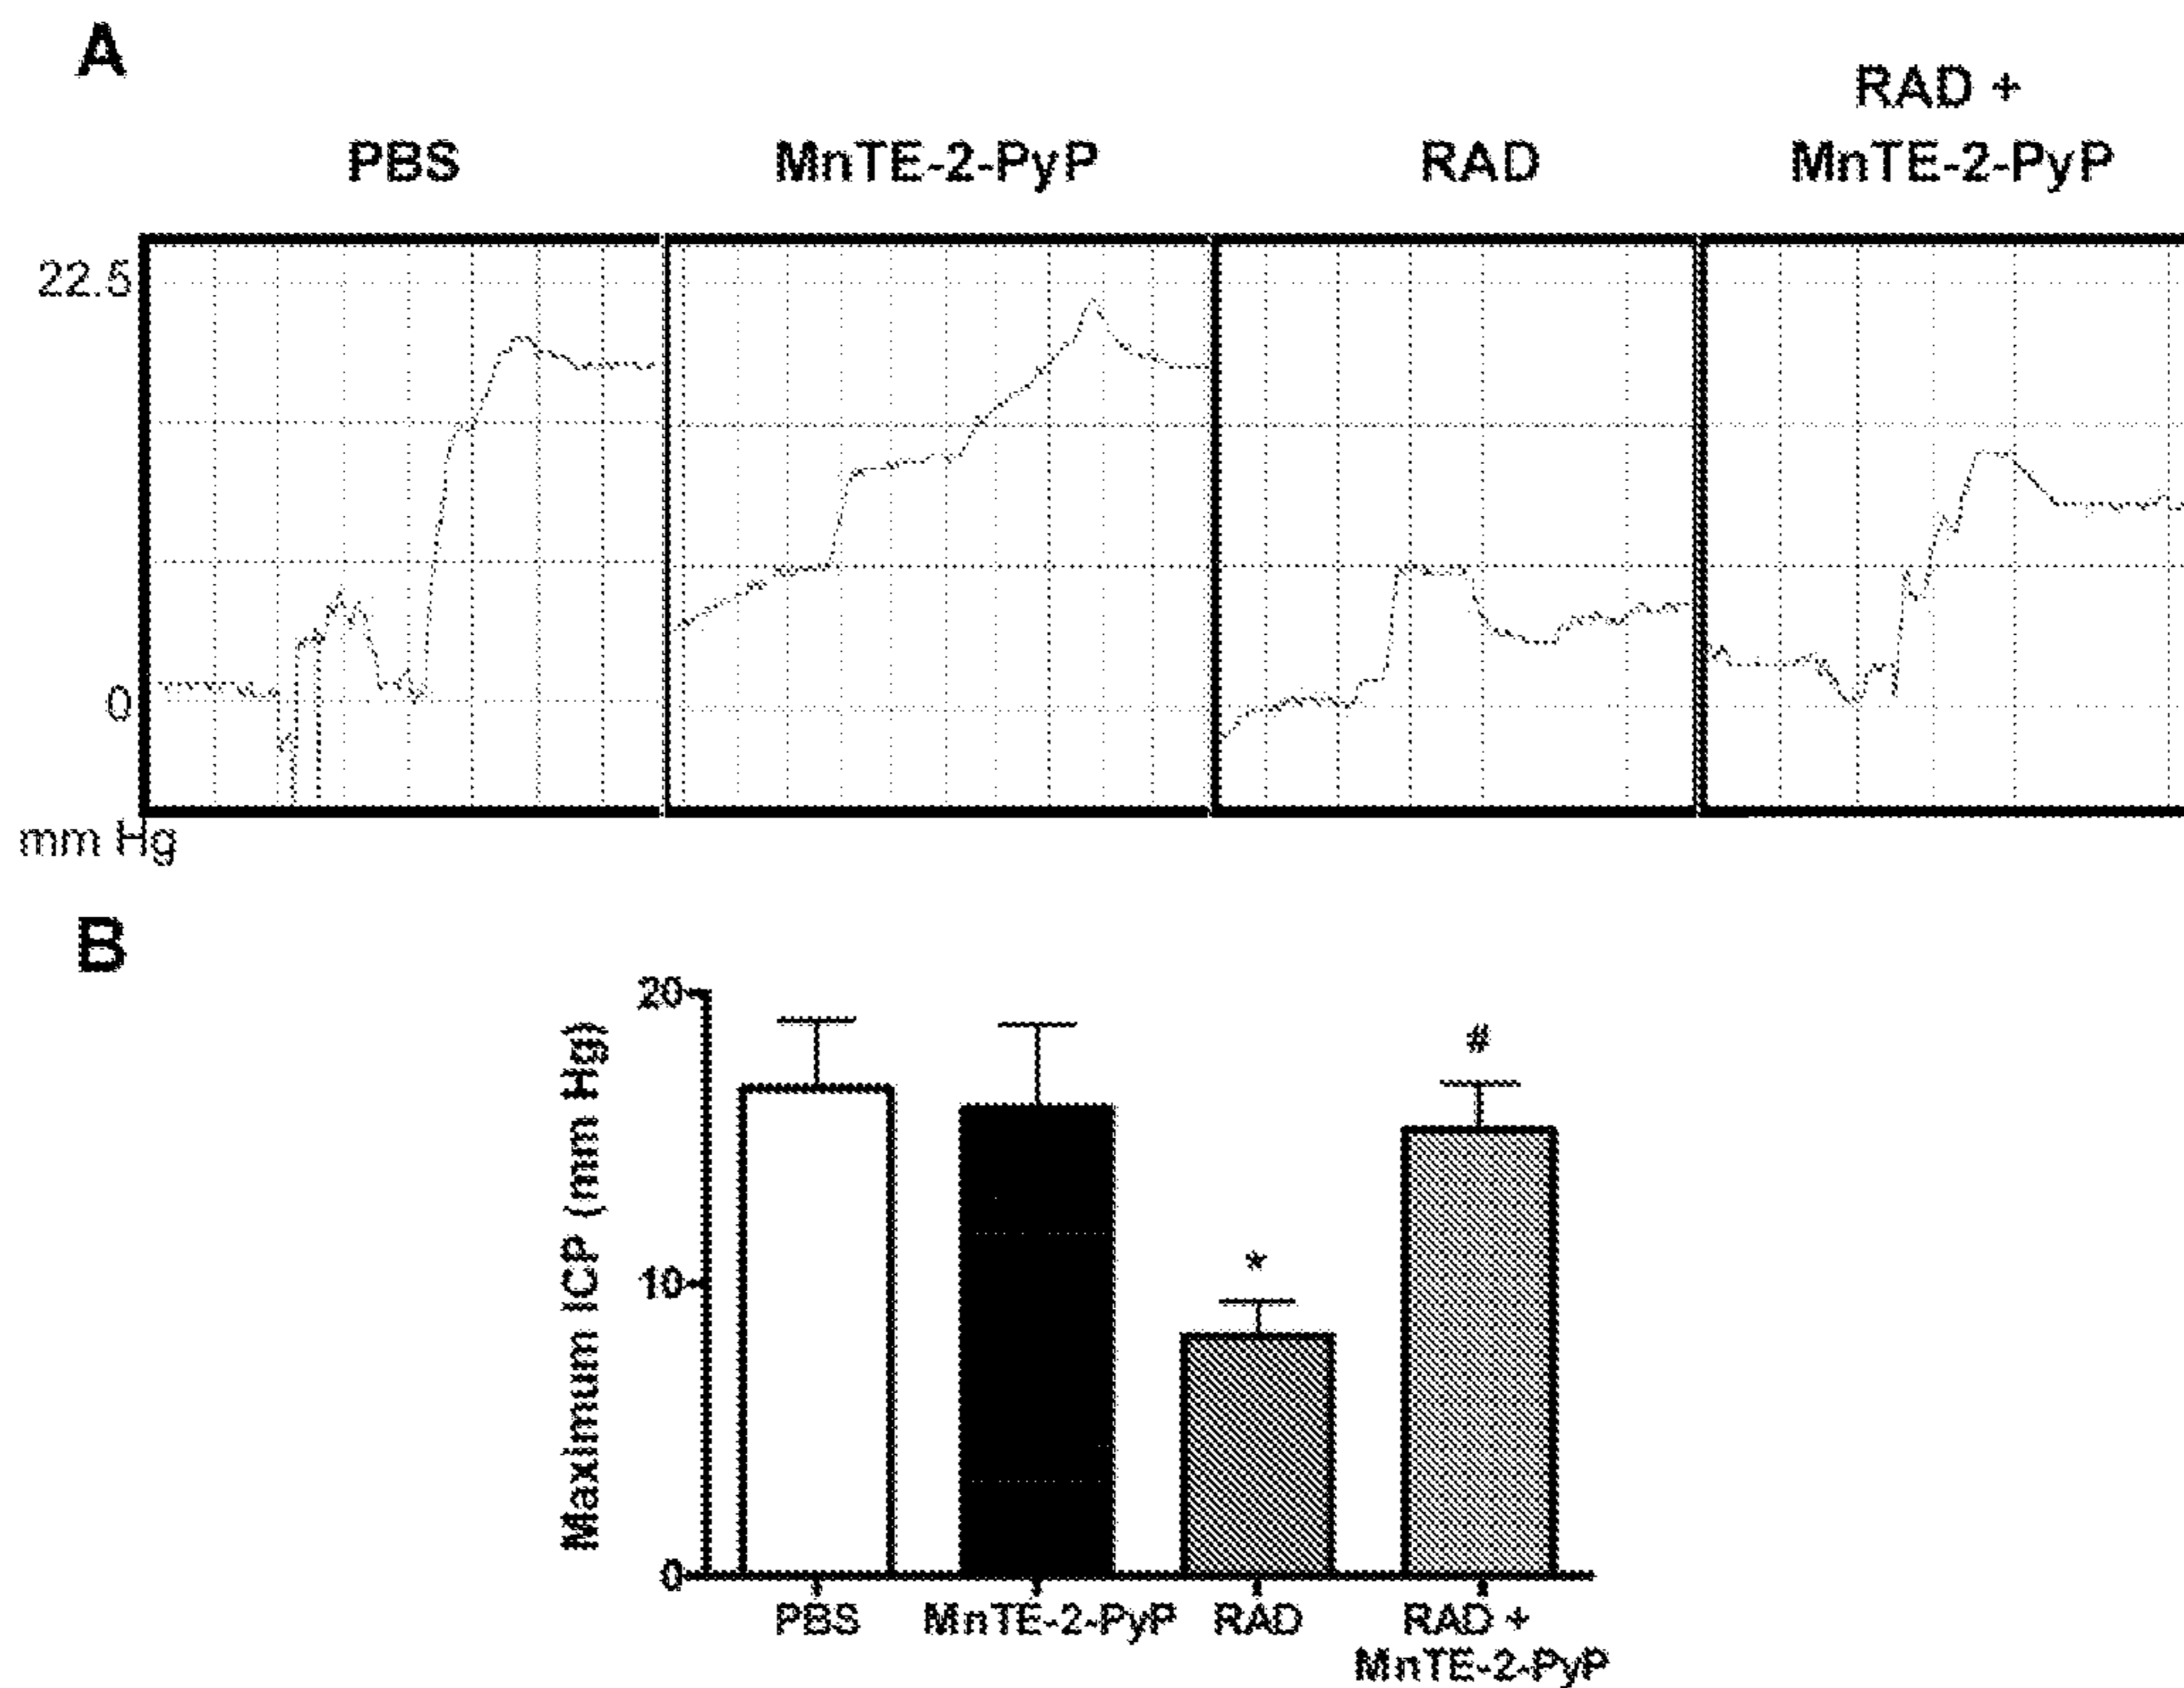 A
PBS
MnTE-2-PyP
RAD
RAD +
MnTE-2-PyP
22.5
0
mm Hg
B
Maximum ICP (mm Hg)
20
10
0
*
#
PBS
MnTE-2-PyP
RAD
RAD +
MnTE-2-PyP